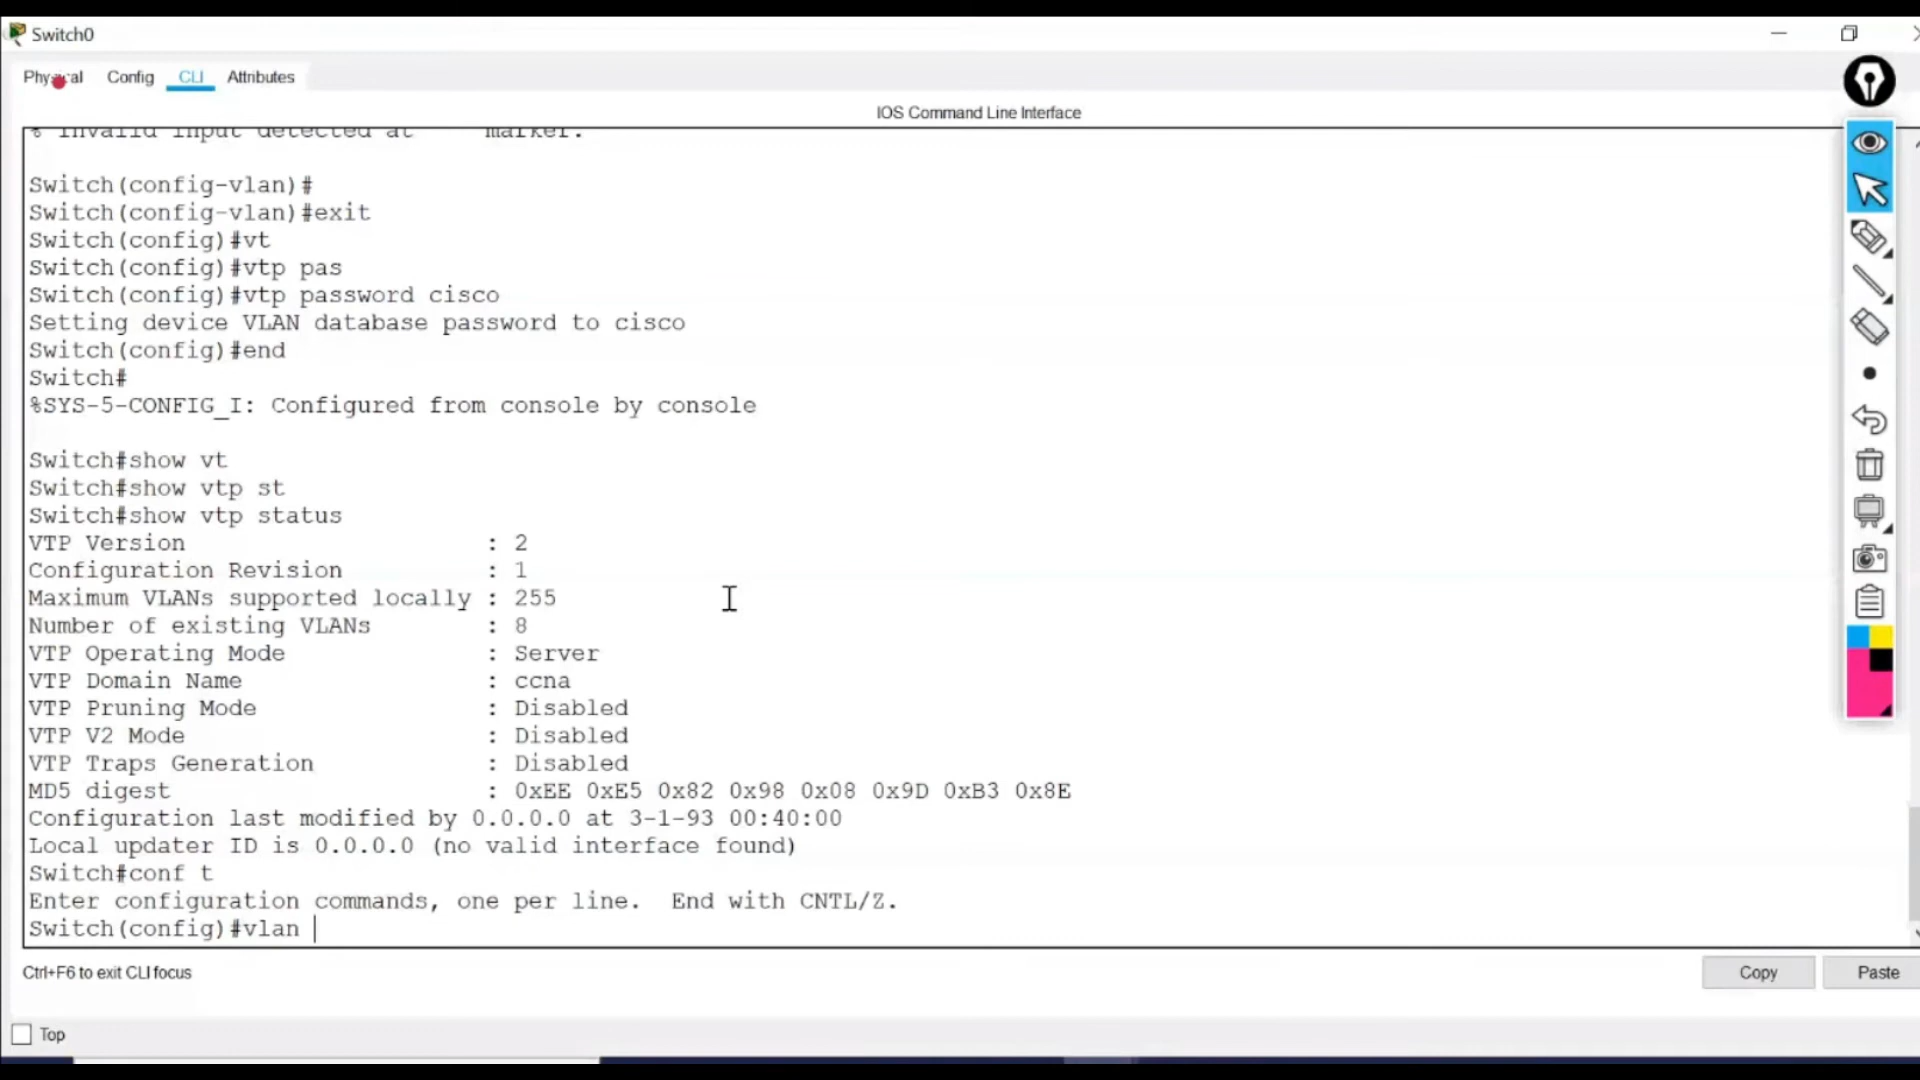 Switch0
Physical Config CLI Attributes
IOS Command Line Interface
% Invalid input detected at marker.
Switch(config-vlan)#
Switch(config-vlan)#exit
Switch(config)#vt
Switch(config)#vtp pas
Switch(config)#vtp password cisco
Setting device VLAN database password to cisco
Switch(config)#end
Switch#
%SYS-5-CONFIG_I: Configured from console by console
Switch#show vt
Switch#show vtp st
Switch#show vtp status
VTP Version : 2
Configuration Revision : 1
Maximum VLANs supported locally : 255
Number of existing VLANs : 8
VTP Operating Mode : Server
VTP Domain Name : ccna
VTP Pruning Mode : Disabled
VTP V2 Mode : Disabled
VTP Traps Generation : Disabled
MD5 digest : 0xEE 0xE5 0x82 0x98 0x08 0x9D 0xB3 0x8E
Configuration last modified by 0.0.0.0 at 3-1-93 00:40:00
Local updater ID is 0.0.0.0 (no valid interface found)
Switch#conf t
Enter configuration commands, one per line. End with CNTL/Z.
Switch(config)#vlan
Ctrl+F6 to exit CLI focus
Copy Paste
Top